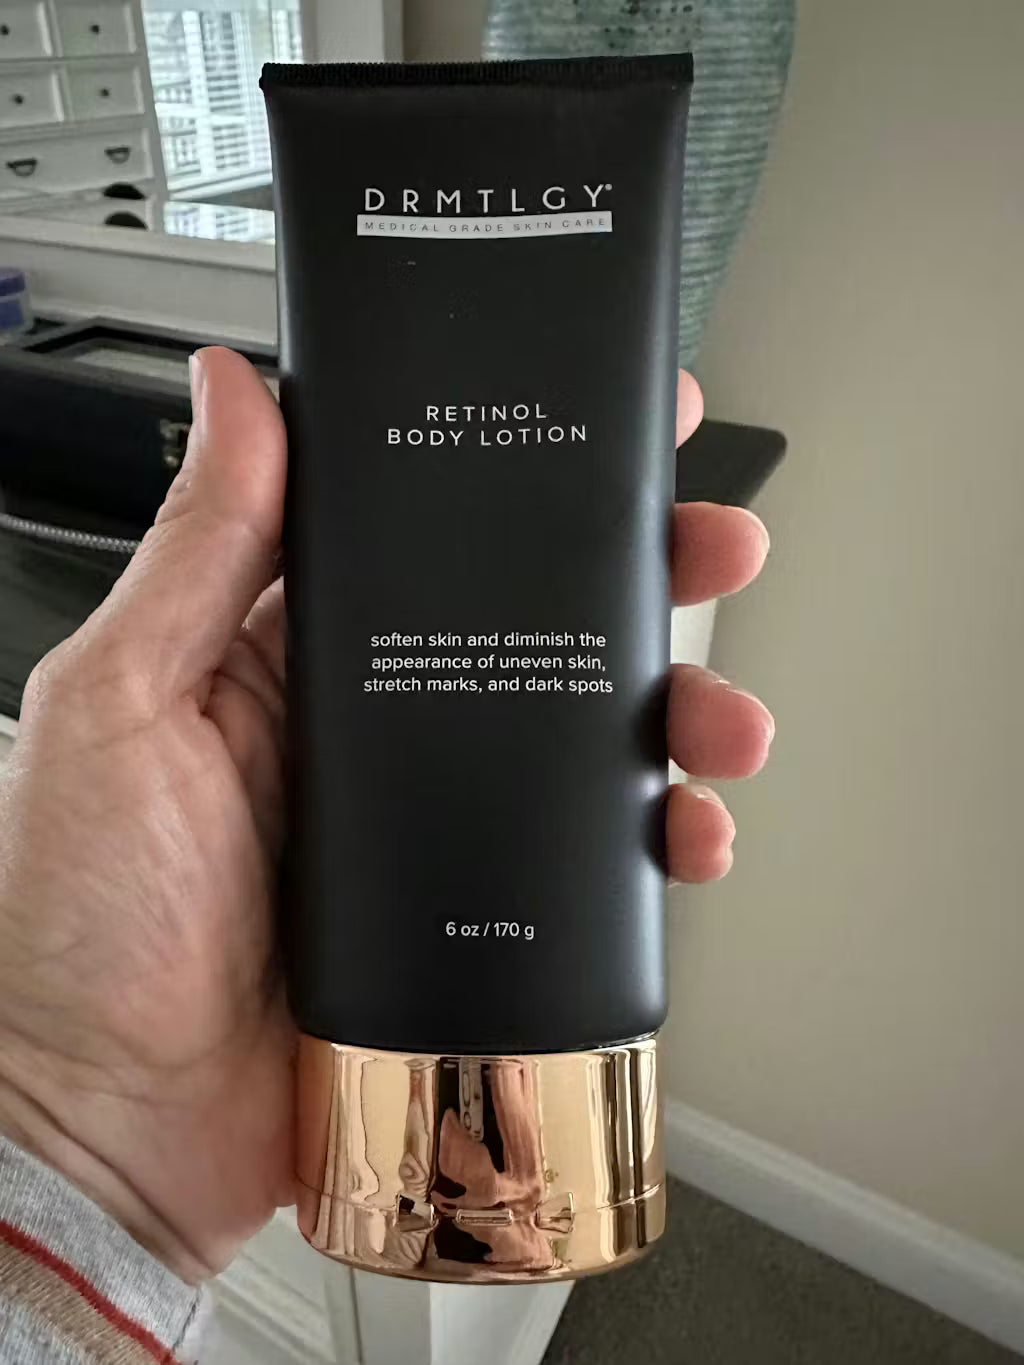 DRMTLGY®
MEDICAL GRADE SKIN CARE
RETINOL
BODY LOTION
soften skin and diminish the
appearance of uneven skin,
stretch marks, and dark spots
6 oz / 170 g